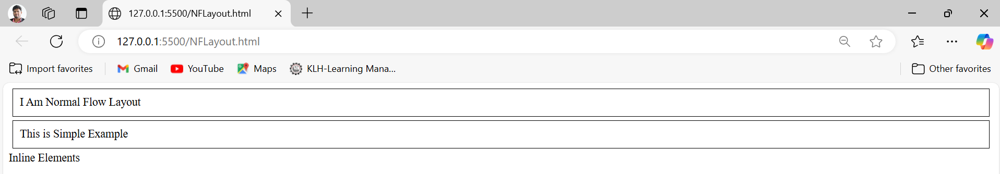 127.0.0.1:5500/NFLayout.html
127.0.0.1:5500/NFLayout.html
Import favorites Gmail YouTube Maps KLH-Learning Mana... Other favorites
I Am Normal Flow Layout
This is Simple Example
Inline Elements